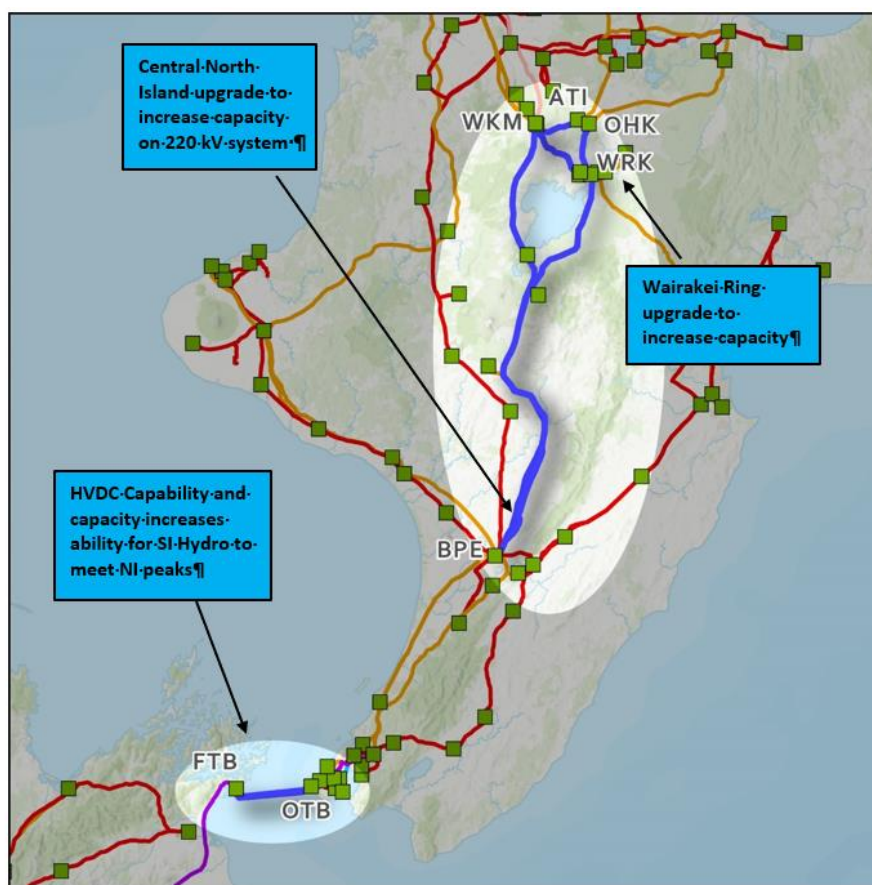 Central·North·
Island·upgrade·to·
increase·capacity·
on·220·kV·system·¶
ATI
WKM
OHK
WRK
Wairakei·Ring·
upgrade·to·
increase·capacity¶
HVDC·Capability·and·
capacity·increases·
ability·for·SI·Hydro·to·
meet·NI·peaks¶
BPE
FTB
OTB